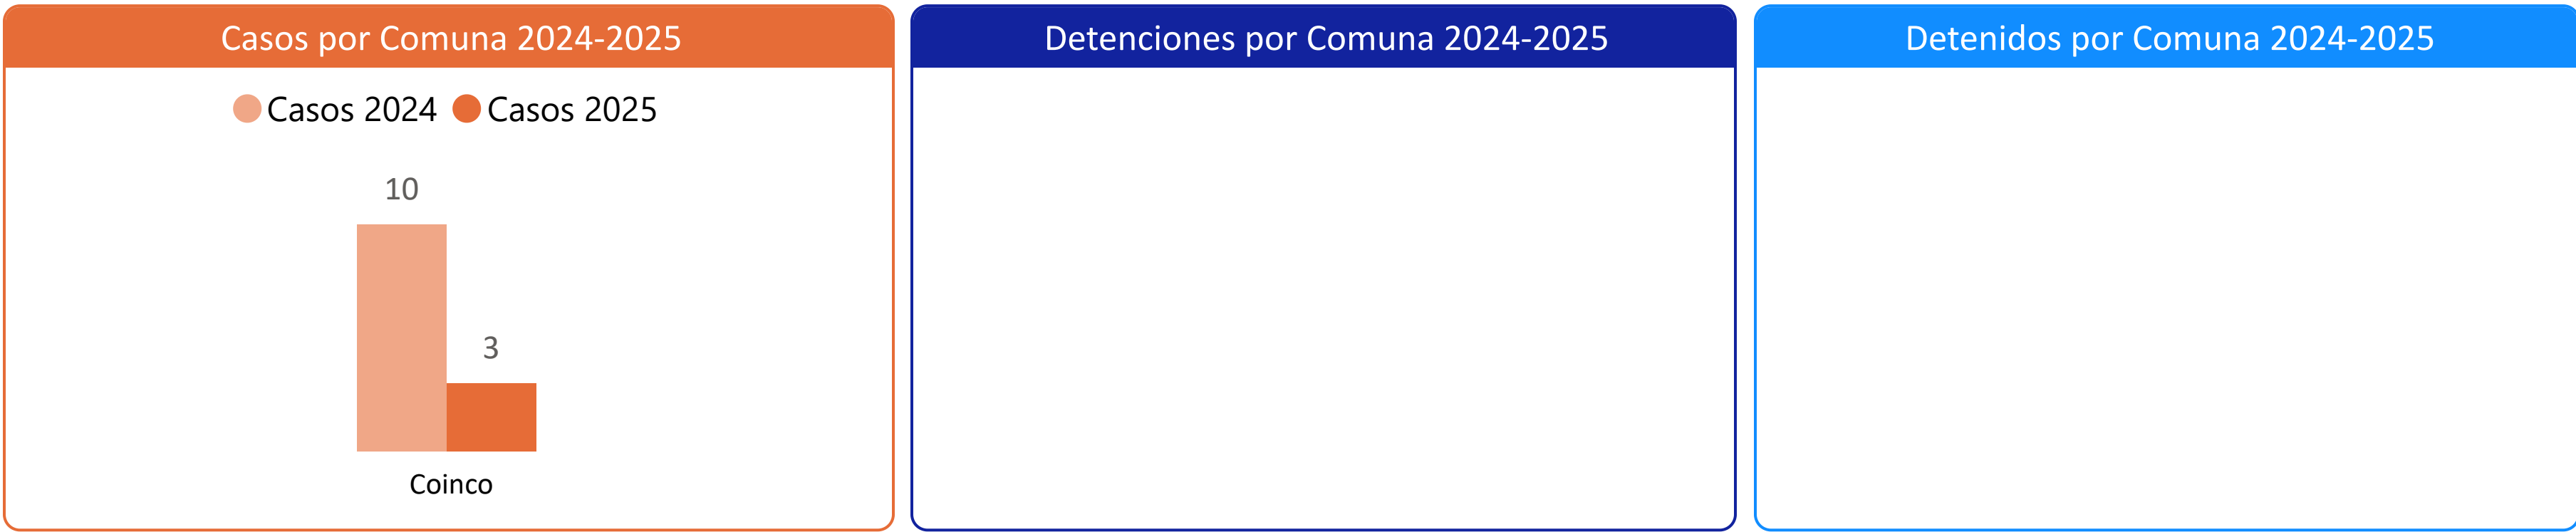 Casos por Comuna 2024-2025
Casos 2024 Casos 2025
10
3
Coinco
Detenciones por Comuna 2024-2025
Detenidos por Comuna 2024-2025